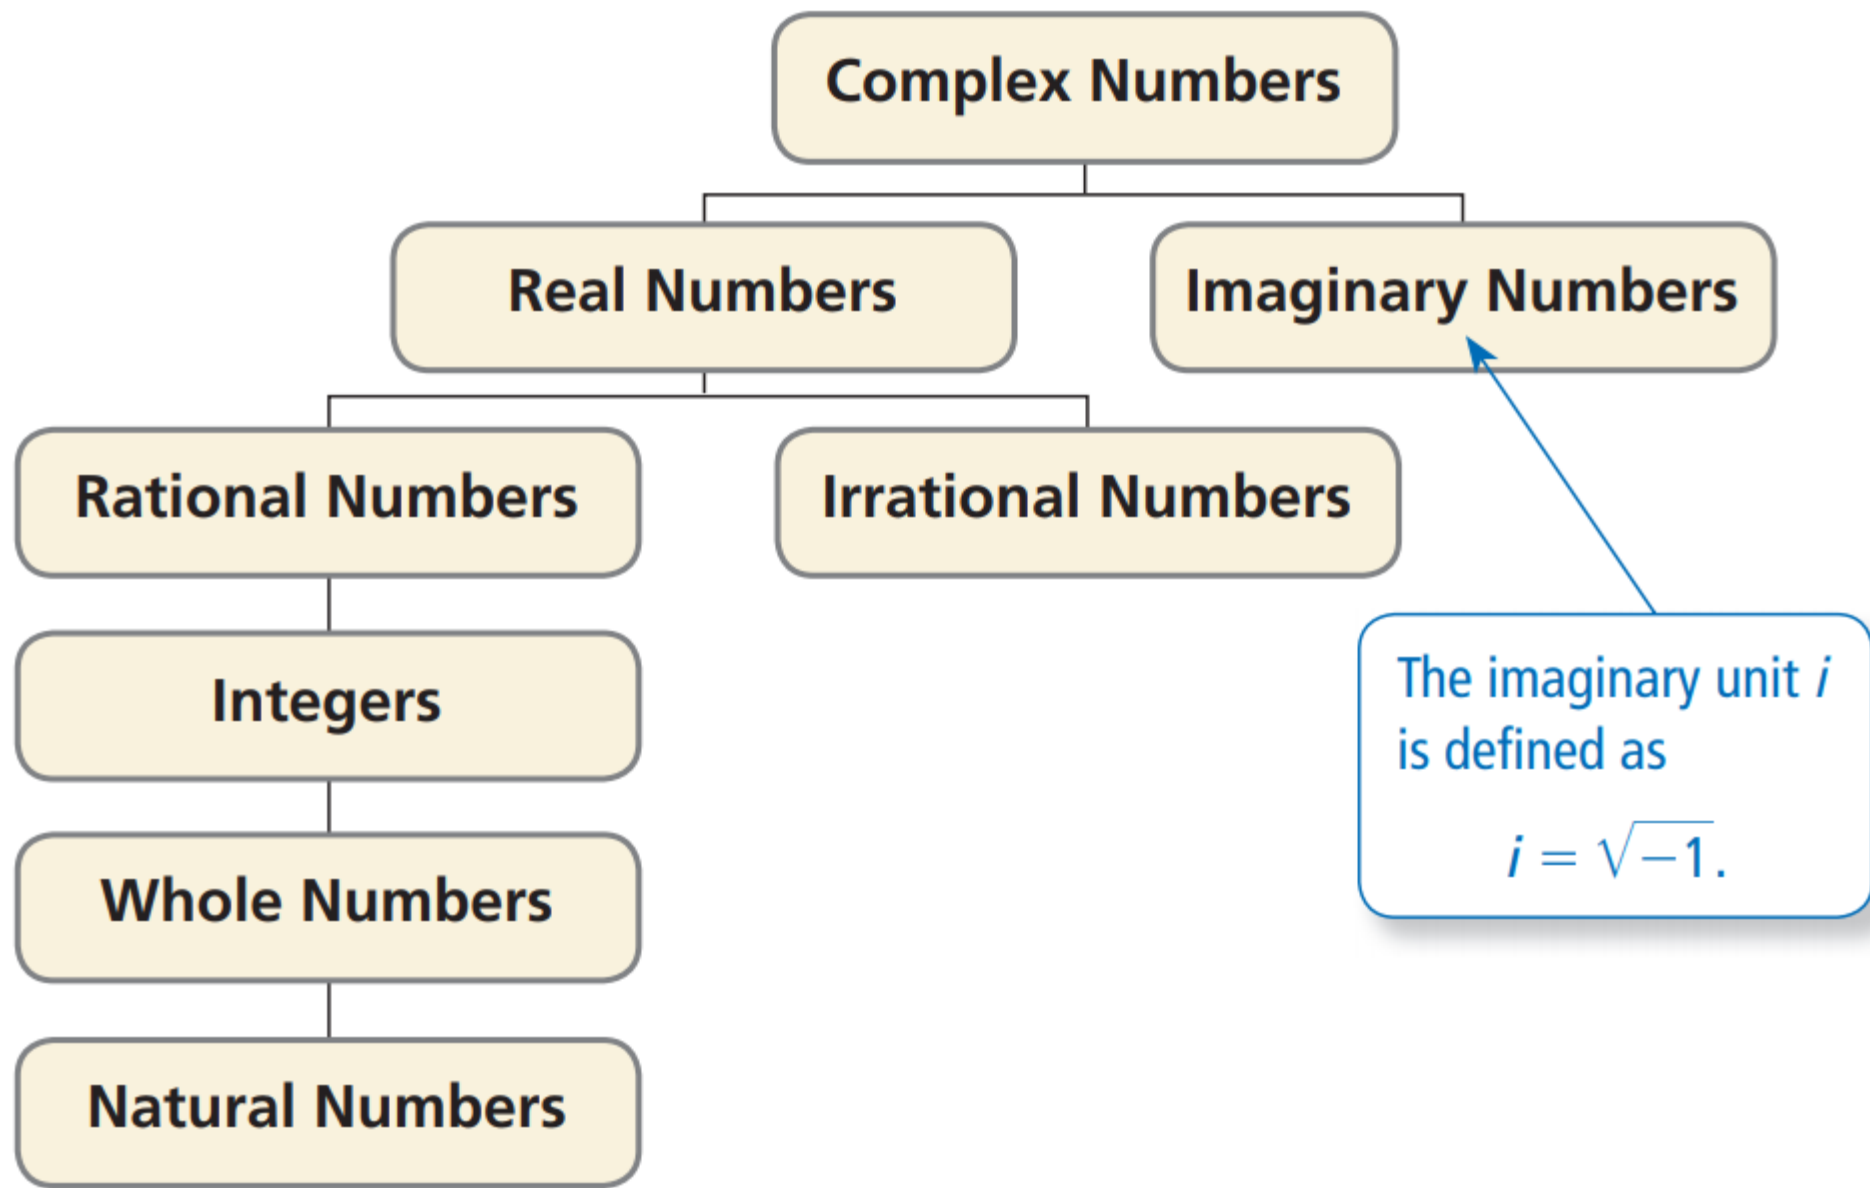 Complex Numbers
Real Numbers
Imaginary Numbers
Rational Numbers
Irrational Numbers
Integers
The imaginary unit i
is defined as
i = √−1.
Whole Numbers
Natural Numbers